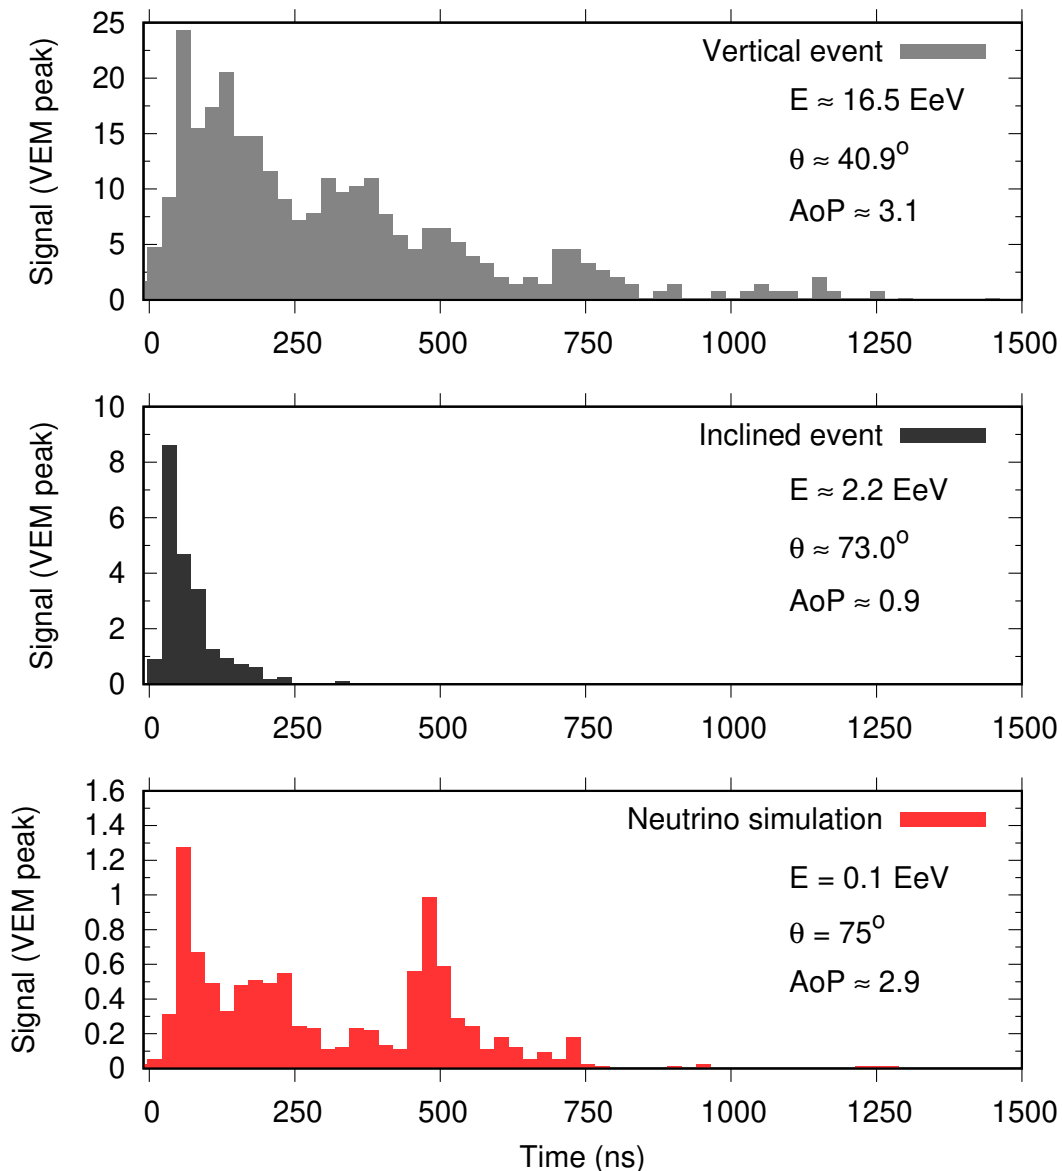 25
20
15
10
5
0
Signal (VEM peak)
Vertical event
E ≈ 16.5 EeV
θ ≈ 40.9°
AoP ≈ 3.1
0 250 500 750 1000 1250 1500
10
8
6
4
2
0
Signal (VEM peak)
Inclined event
E ≈ 2.2 EeV
θ ≈ 73.0°
AoP ≈ 0.9
0 250 500 750 1000 1250 1500
1.6
1.4
1.2
1
0.8
0.6
0.4
0.2
0
Signal (VEM peak)
Neutrino simulation
E = 0.1 EeV
θ = 75°
AoP ≈ 2.9
0 250 500 750 1000 1250 1500
Time (ns)